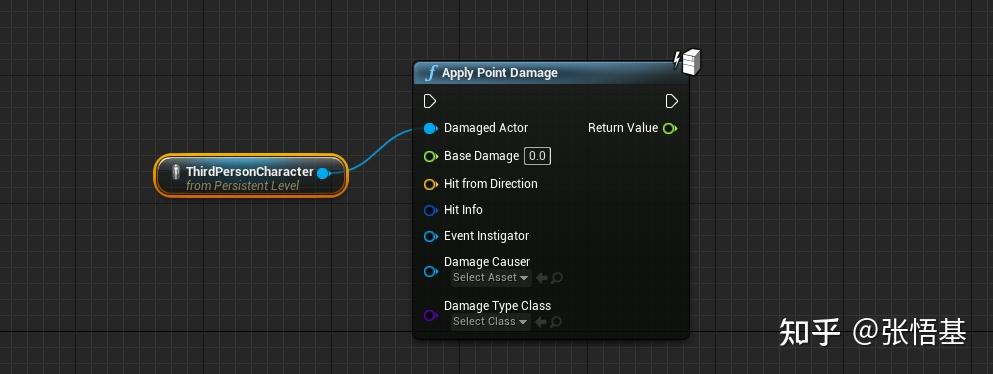 Apply Point Damage
Damaged Actor Return Value
Base Damage 0.0
ThirdPersonCharacter
from Persistent Level
Hit from Direction
Hit Info
Event Instigator
Damage Causer
Select Asset
Damage Type Class
Select Class
知乎 @张悟基